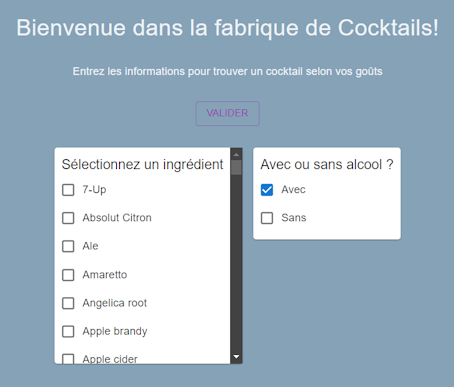 Bienvenue dans la fabrique de Cocktails!
Entrez les informations pour trouver un cocktail selon vos goûts
VALIDER
Sélectionnez un ingrédient
7-Up
Absolut Citron
Ale
Amaretto
Angelica root
Apple brandy
Apple cider
Avec ou sans alcool ?
Avec
Sans